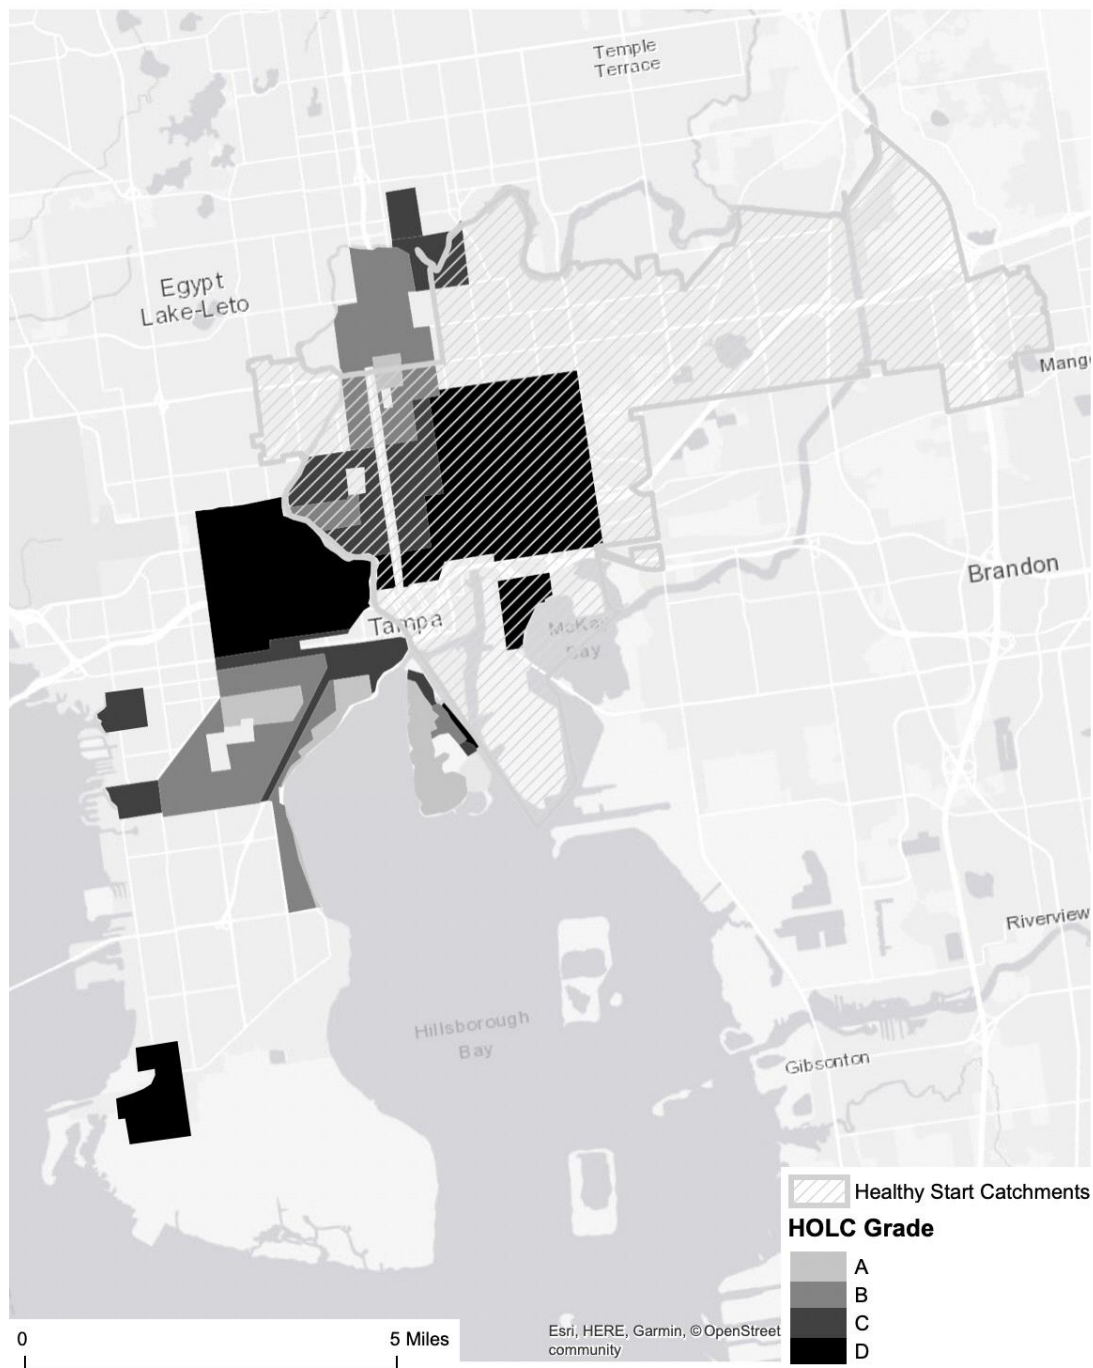 Temple
Terrace
Egypt
Lake-Leto
Mang
Brandon
Tampa
McKay
Bay
Riverview
Hillsborough
Bay
Gibsonton
Healthy Start Catchments
HOLC Grade
A
B
C
D
0
5 Miles
Esri, HERE, Garmin, © OpenStreet
community